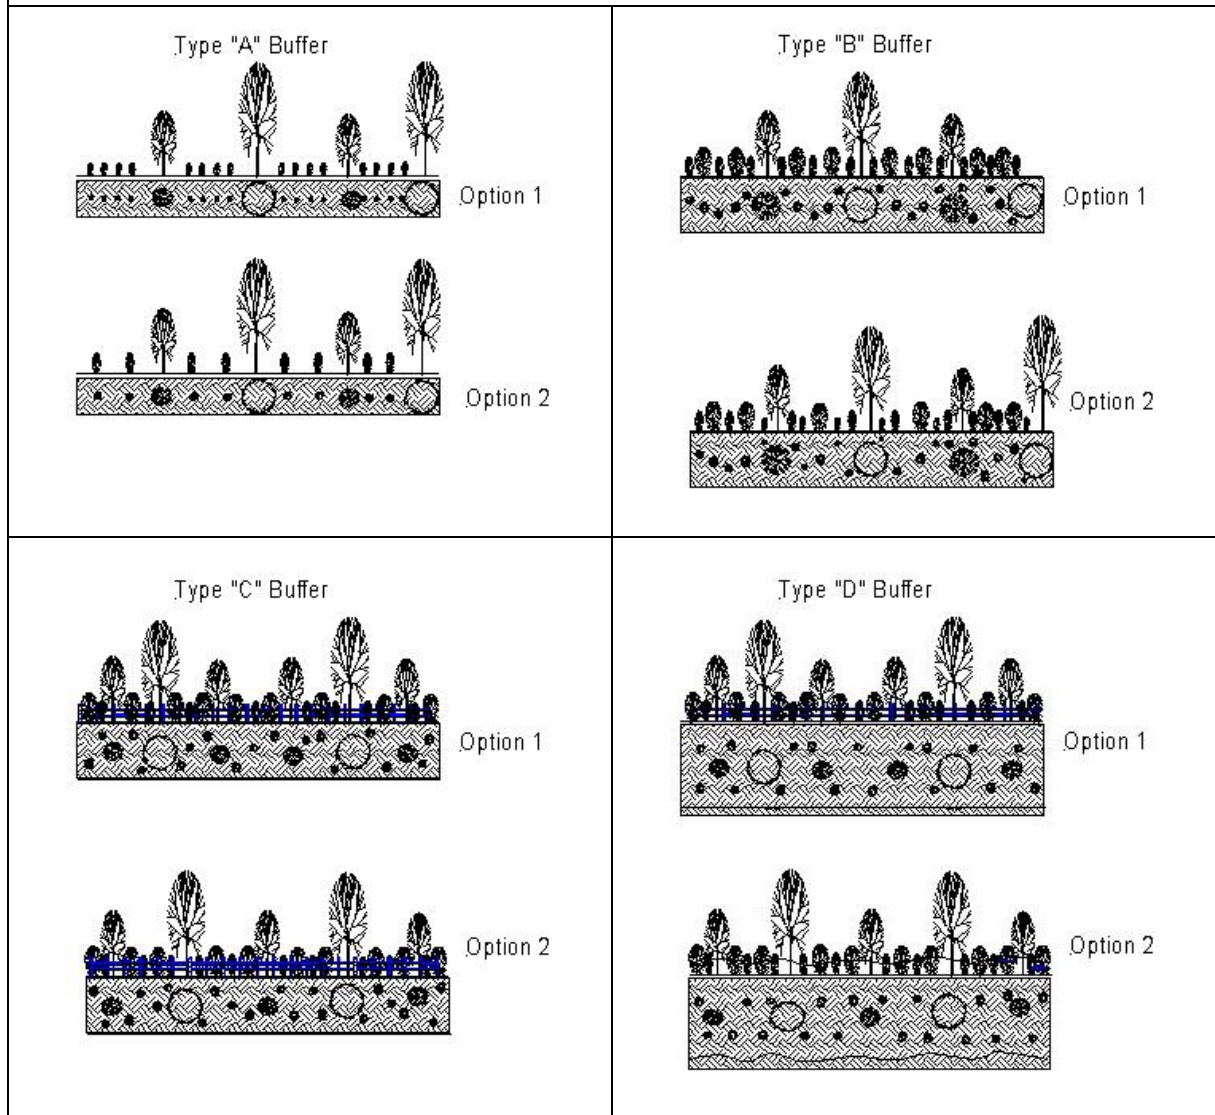 Type "A" Buffer
Option 1
Option 2
Type "B" Buffer
Option 1
Option 2
Type "C" Buffer
Option 1
Option 2
Type "D" Buffer
Option 1
Option 2